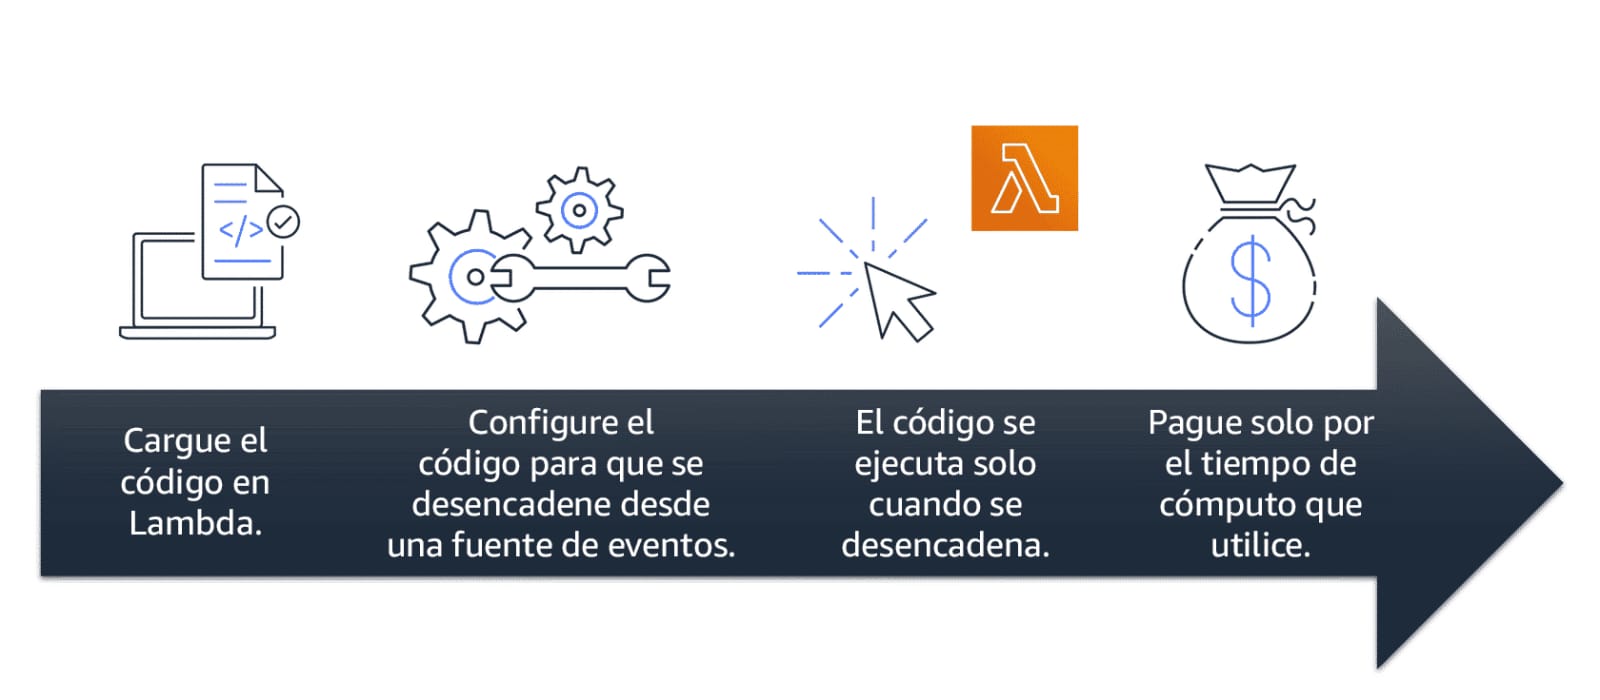 </>
$
Cargue el
código en
Lambda.
Configure el
código para que se
desencadene desde
una fuente de eventos.
El código se
ejecuta solo
cuando se
desencadena.
Pague solo por
el tiempo de
cómputo que
utilice.